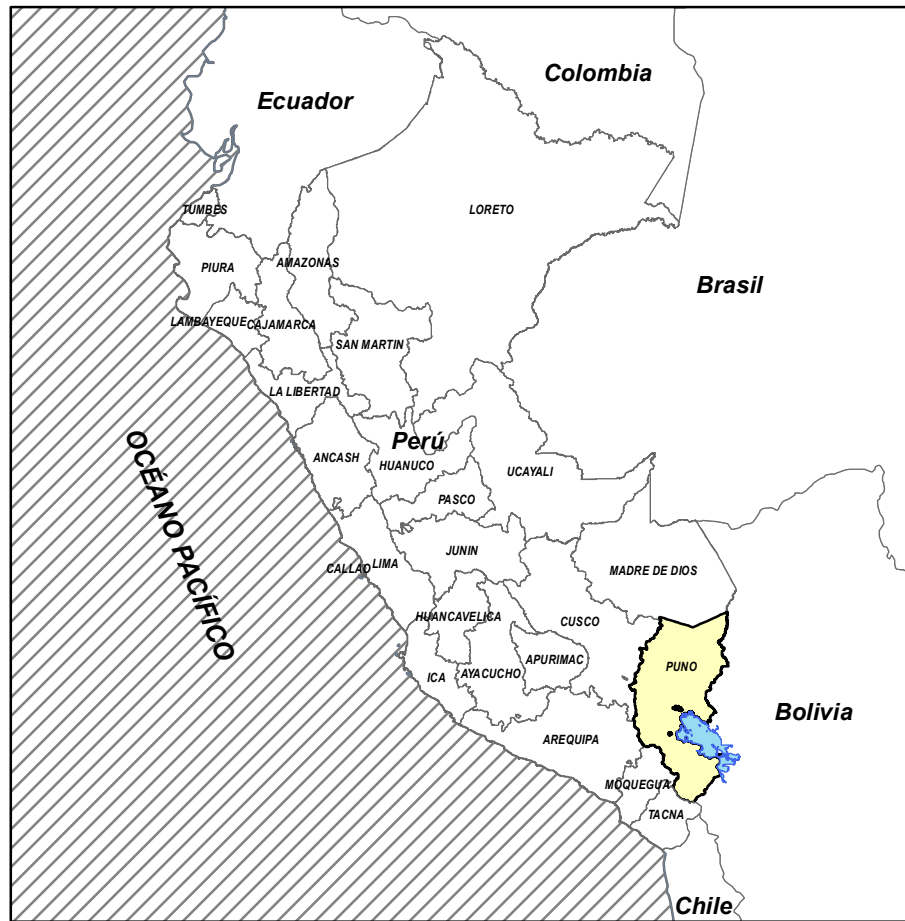 Colombia
Ecuador
TUMBES
LORETO
PIURA
AMAZONAS
Brasil
LAMBAYEQUE
CAJAMARCA
SAN MARTIN
LA LIBERTAD
Perú
ANCASH
HUANUCO
UCAYALI
PASCO
OCÉANO PACÍFICO
JUNIN
CALLAO
LIMA
MADRE DE DIOS
HUANCAVELICA
CUSCO
APURIMAC
PUNO
ICA
AYACUCHO
Bolivia
AREQUIPA
MOQUEGUA
TACNA
Chile